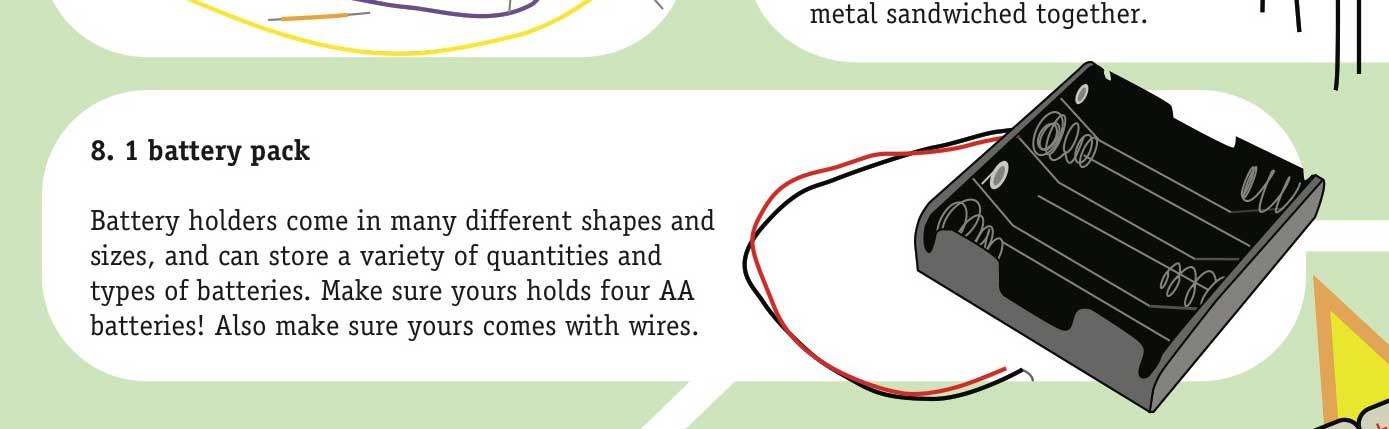 metal sandwiched together.
8. 1 battery pack
Battery holders come in many different shapes and
sizes, and can store a variety of quantities and
types of batteries. Make sure yours holds four AA
batteries! Also make sure yours comes with wires.